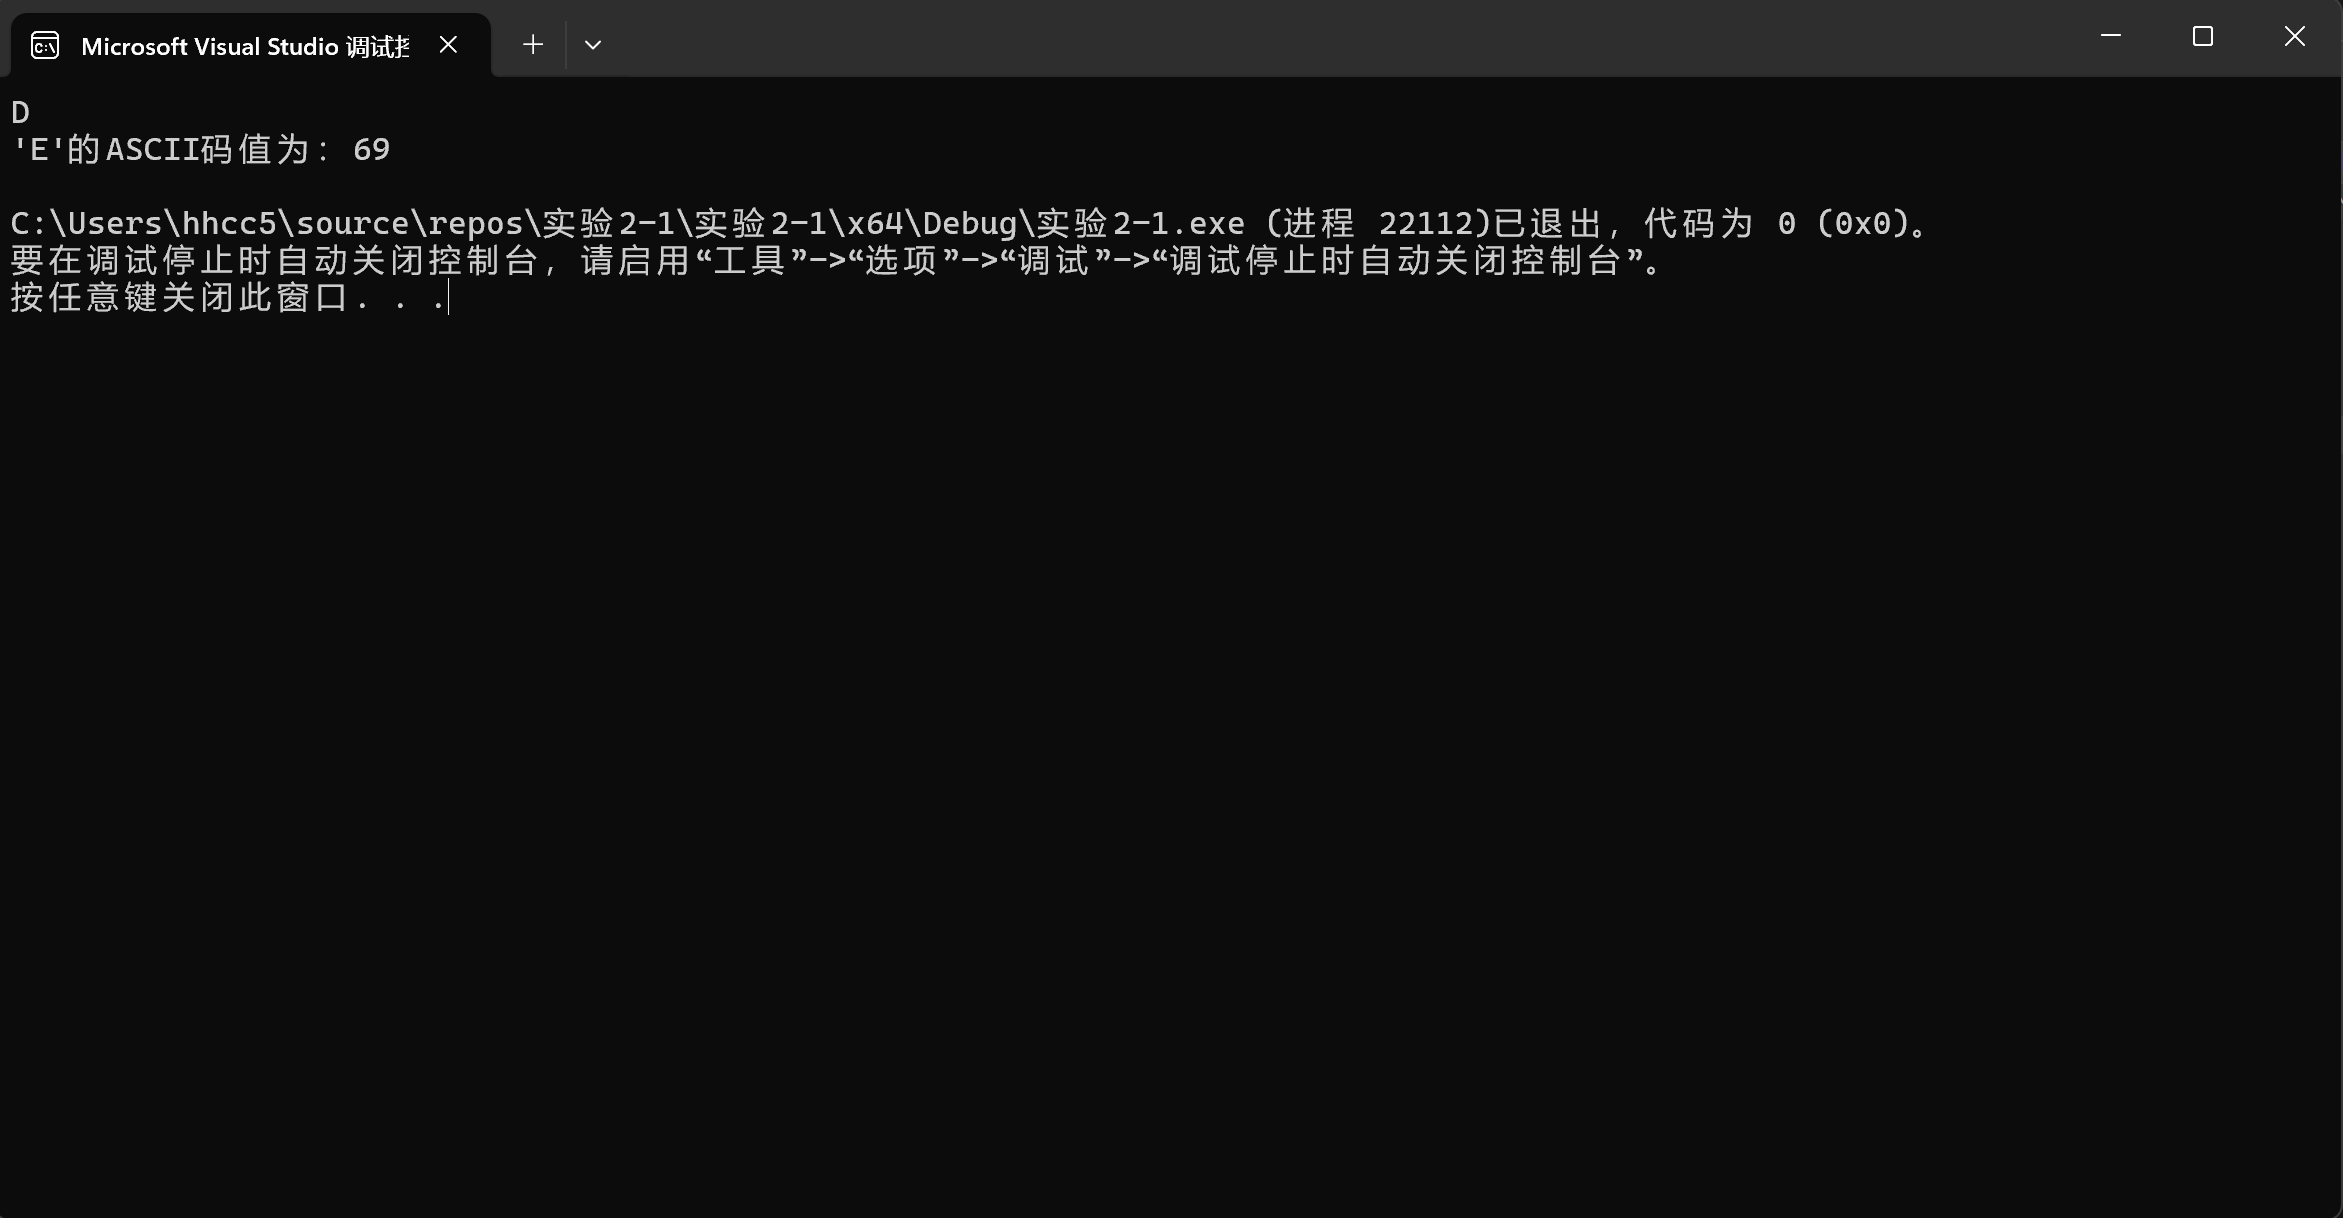 Microsoft Visual Studio 调试控
D
'E'的ASCII码值为：69
C:\Users\hhcc5\source\repos\实验2-1\实验2-1\x64\Debug\实验2-1.exe (进程 22112)已退出，代码为 0 (0x0)。
要在调试停止时自动关闭控制台，请启用“工具”->“选项”->“调试”->“调试停止时自动关闭控制台”。
按任意键关闭此窗口. . .